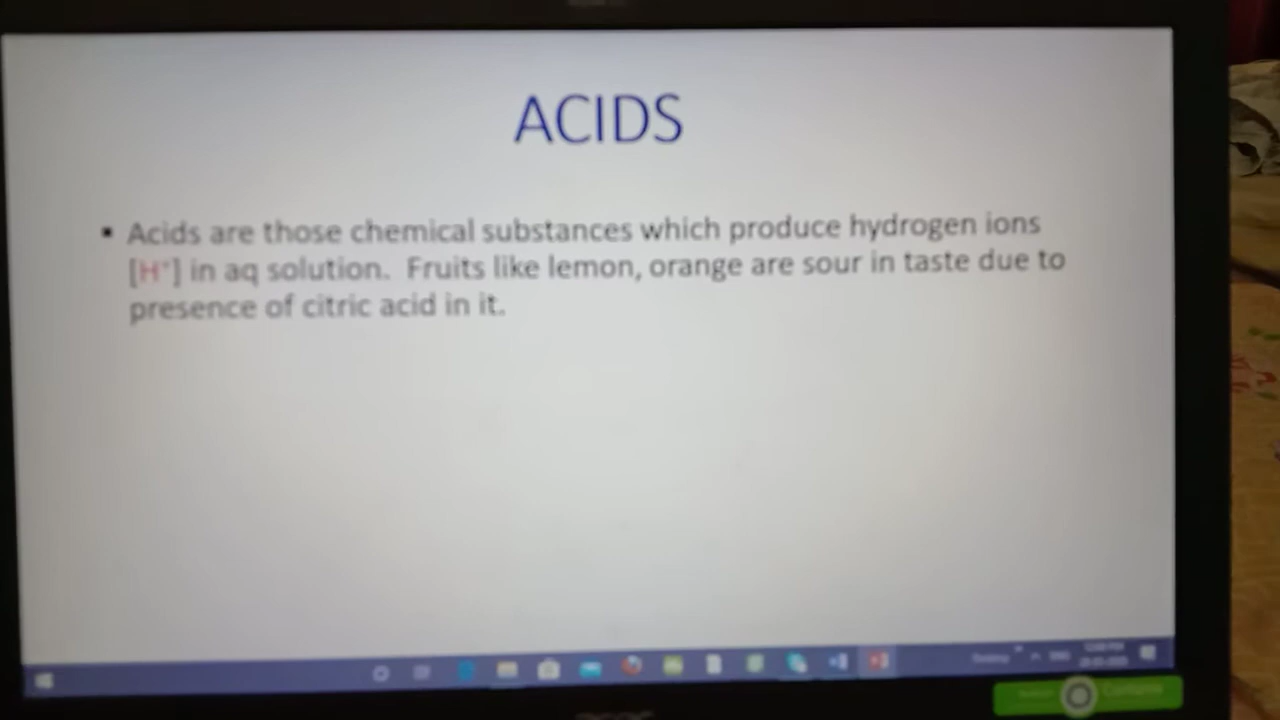 ACIDS
▪ Acids are those chemical substances which produce hydrogen ions
[H⁺] in aq solution.  Fruits like lemon, orange are sour in taste due to
presence of citric acid in it.